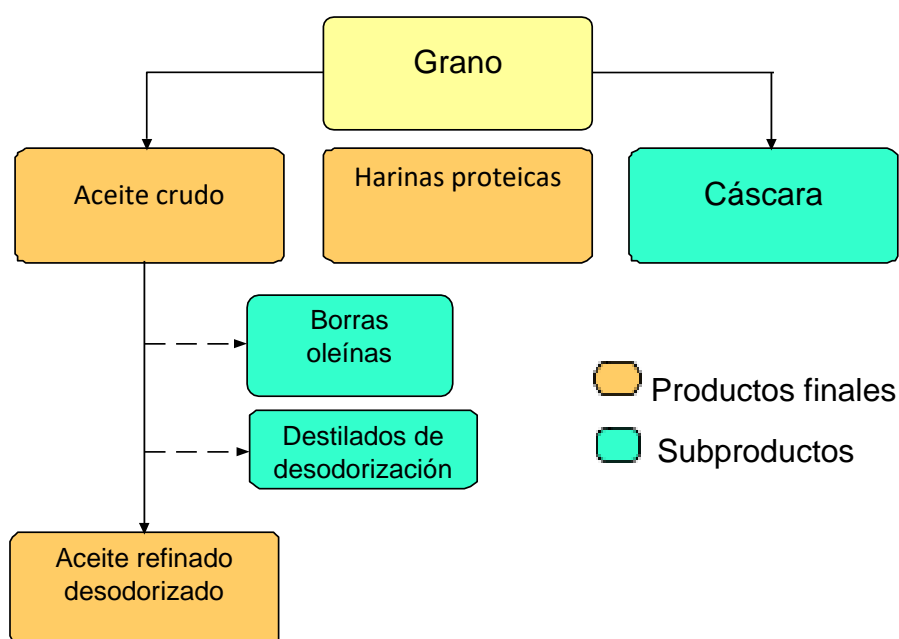 Grano
Aceite crudo
Harinas proteicas
Cáscara
Borras
oleínas
Productos finales
Destilados de
desodorización
Subproductos
Aceite refinado
desodorizado